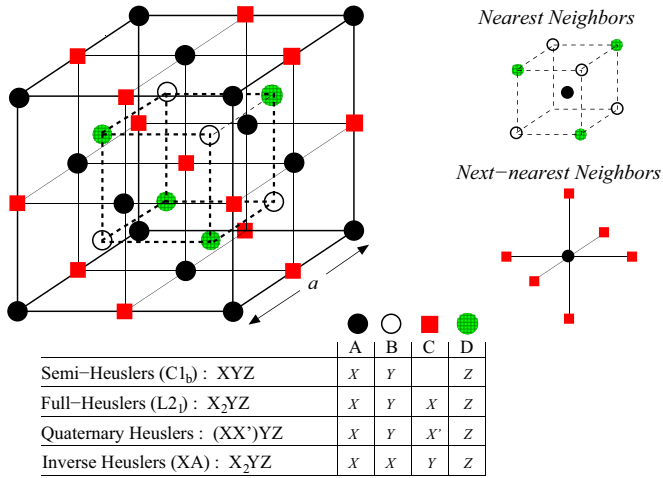 Nearest Neighbors
Next−nearest Neighbors
a
A B C D
Semi−Heuslers (C1b) : XYZ X Y Z
Full−Heuslers (L21) : X2YZ X Y X Z
Quaternary Heuslers : (XX')YZ X Y X' Z
Inverse Heuslers (XA) : X2YZ X X Y Z